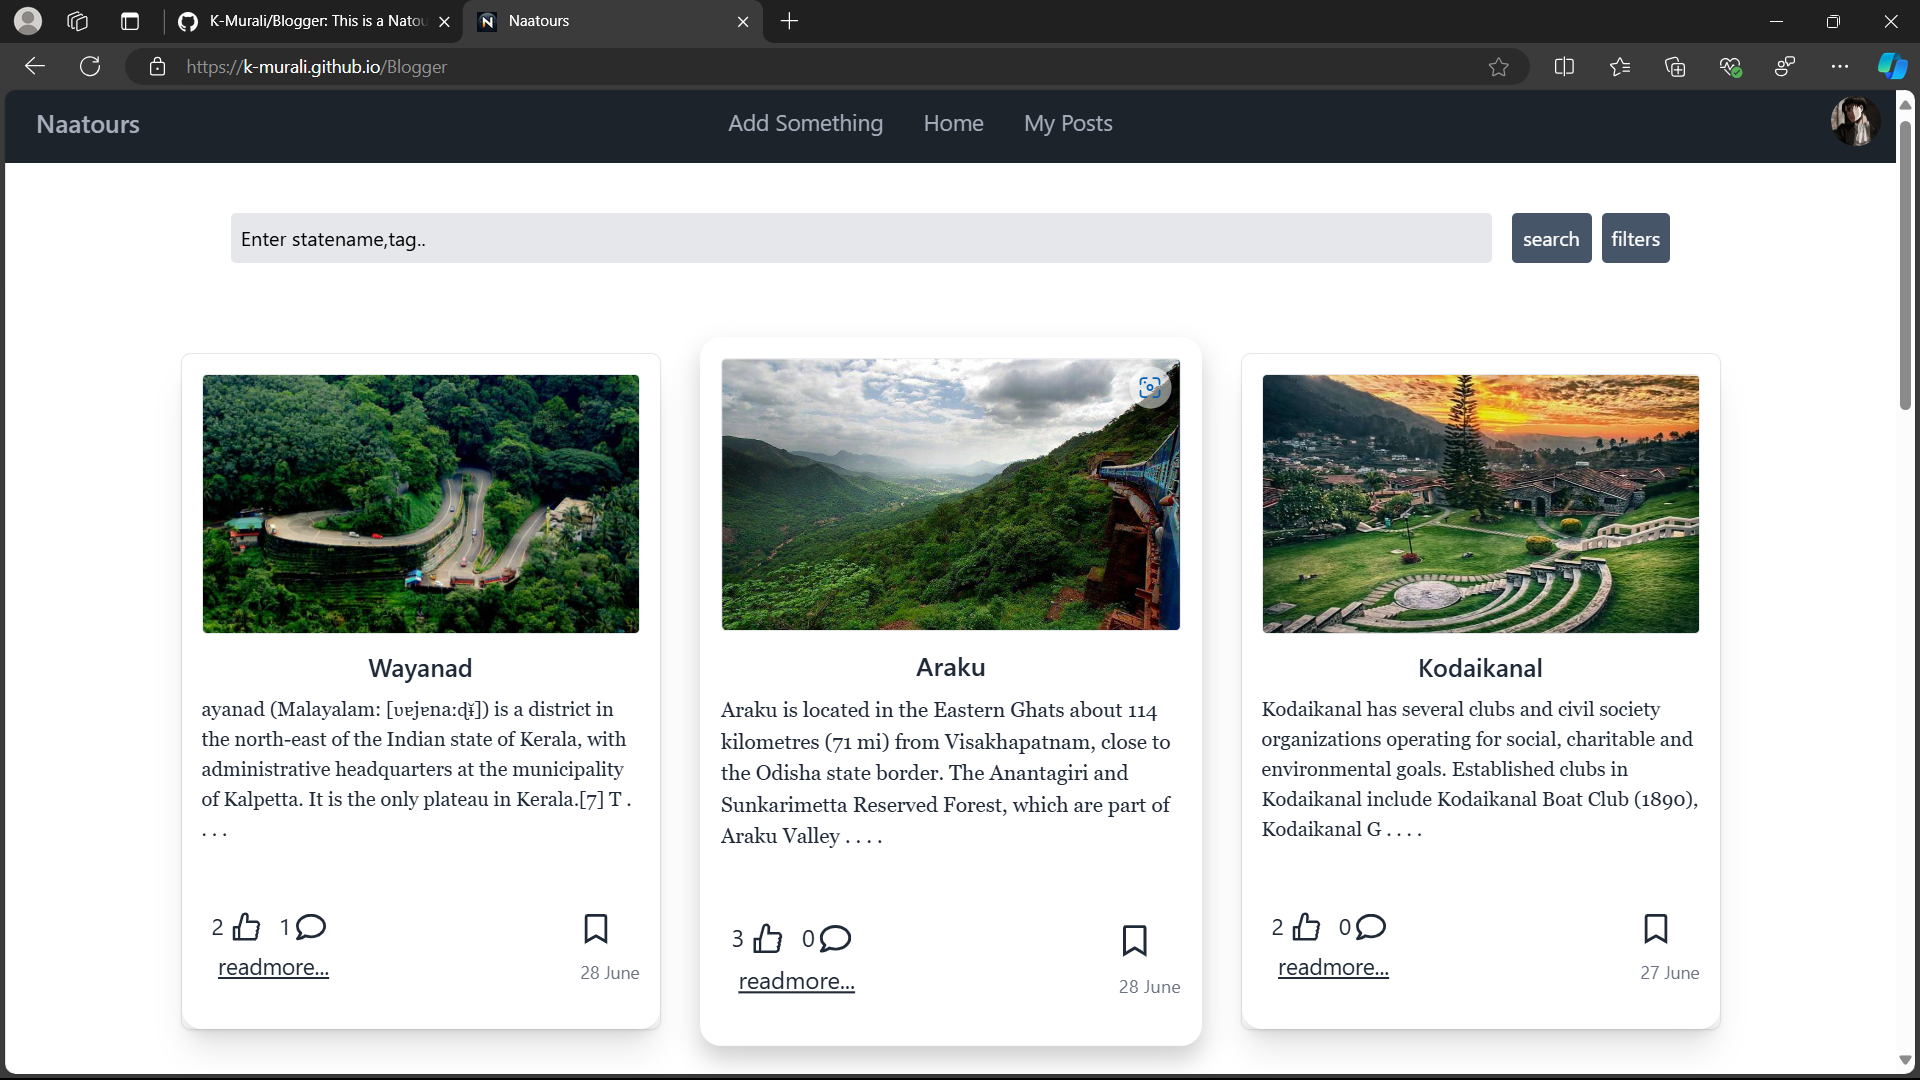 K-Murali/Blogger: This is a Natou
Naatours
https://k-murali.github.io/Blogger
Naatours
Add Something
Home
My Posts
Enter statename,tag..
search
filters
Wayanad
ayanad (Malayalam: [ʋɐjɐnaːɖɨ̆]) is a district in
the north-east of the Indian state of Kerala, with
administrative headquarters at the municipality
of Kalpetta. It is the only plateau in Kerala.[7] T .
. . .
2
1
readmore...
28 June
Araku
Araku is located in the Eastern Ghats about 114
kilometres (71 mi) from Visakhapatnam, close to
the Odisha state border. The Anantagiri and
Sunkarimetta Reserved Forest, which are part of
Araku Valley . . . .
3
0
readmore...
28 June
Kodaikanal
Kodaikanal has several clubs and civil society
organizations operating for social, charitable and
environmental goals. Established clubs in
Kodaikanal include Kodaikanal Boat Club (1890),
Kodaikanal G . . . .
2
0
readmore...
27 June